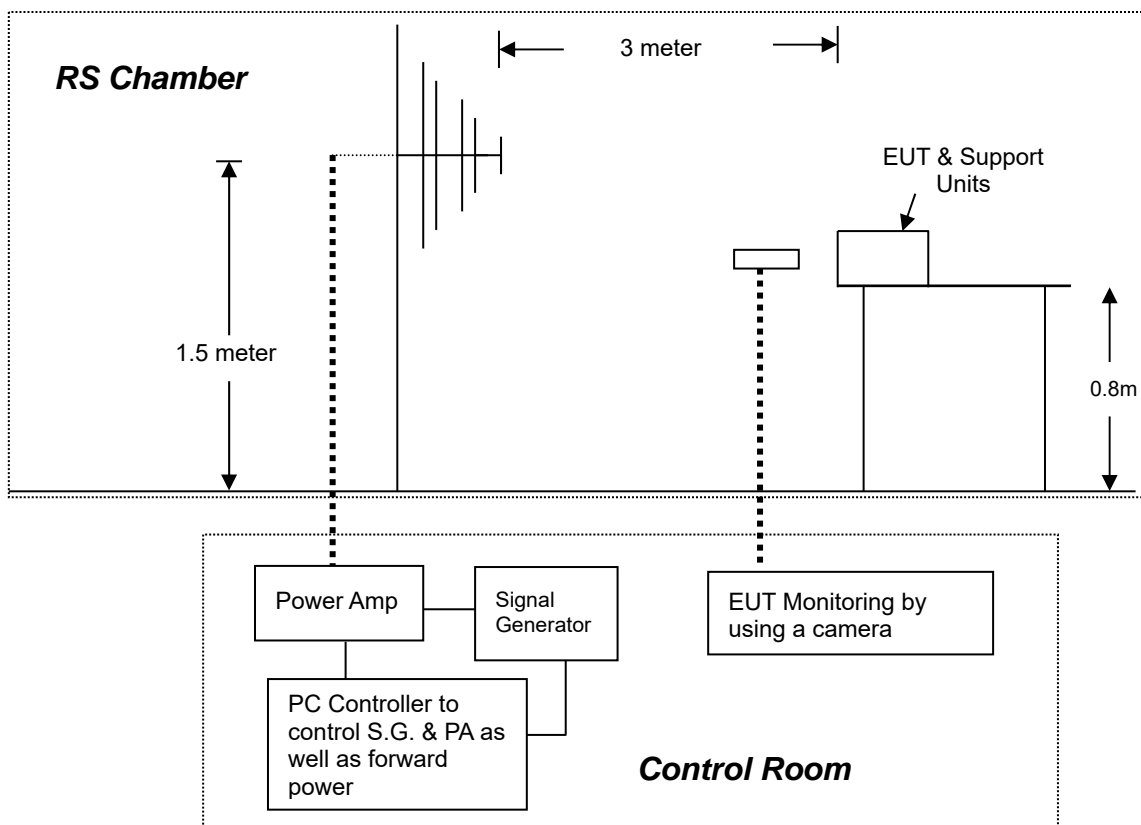 3 meter
RS Chamber
EUT & Support
Units
1.5 meter
0.8m
Power Amp
Signal
Generator
EUT Monitoring by
using a camera
PC Controller to
control S.G. & PA as
well as forward
power
Control Room